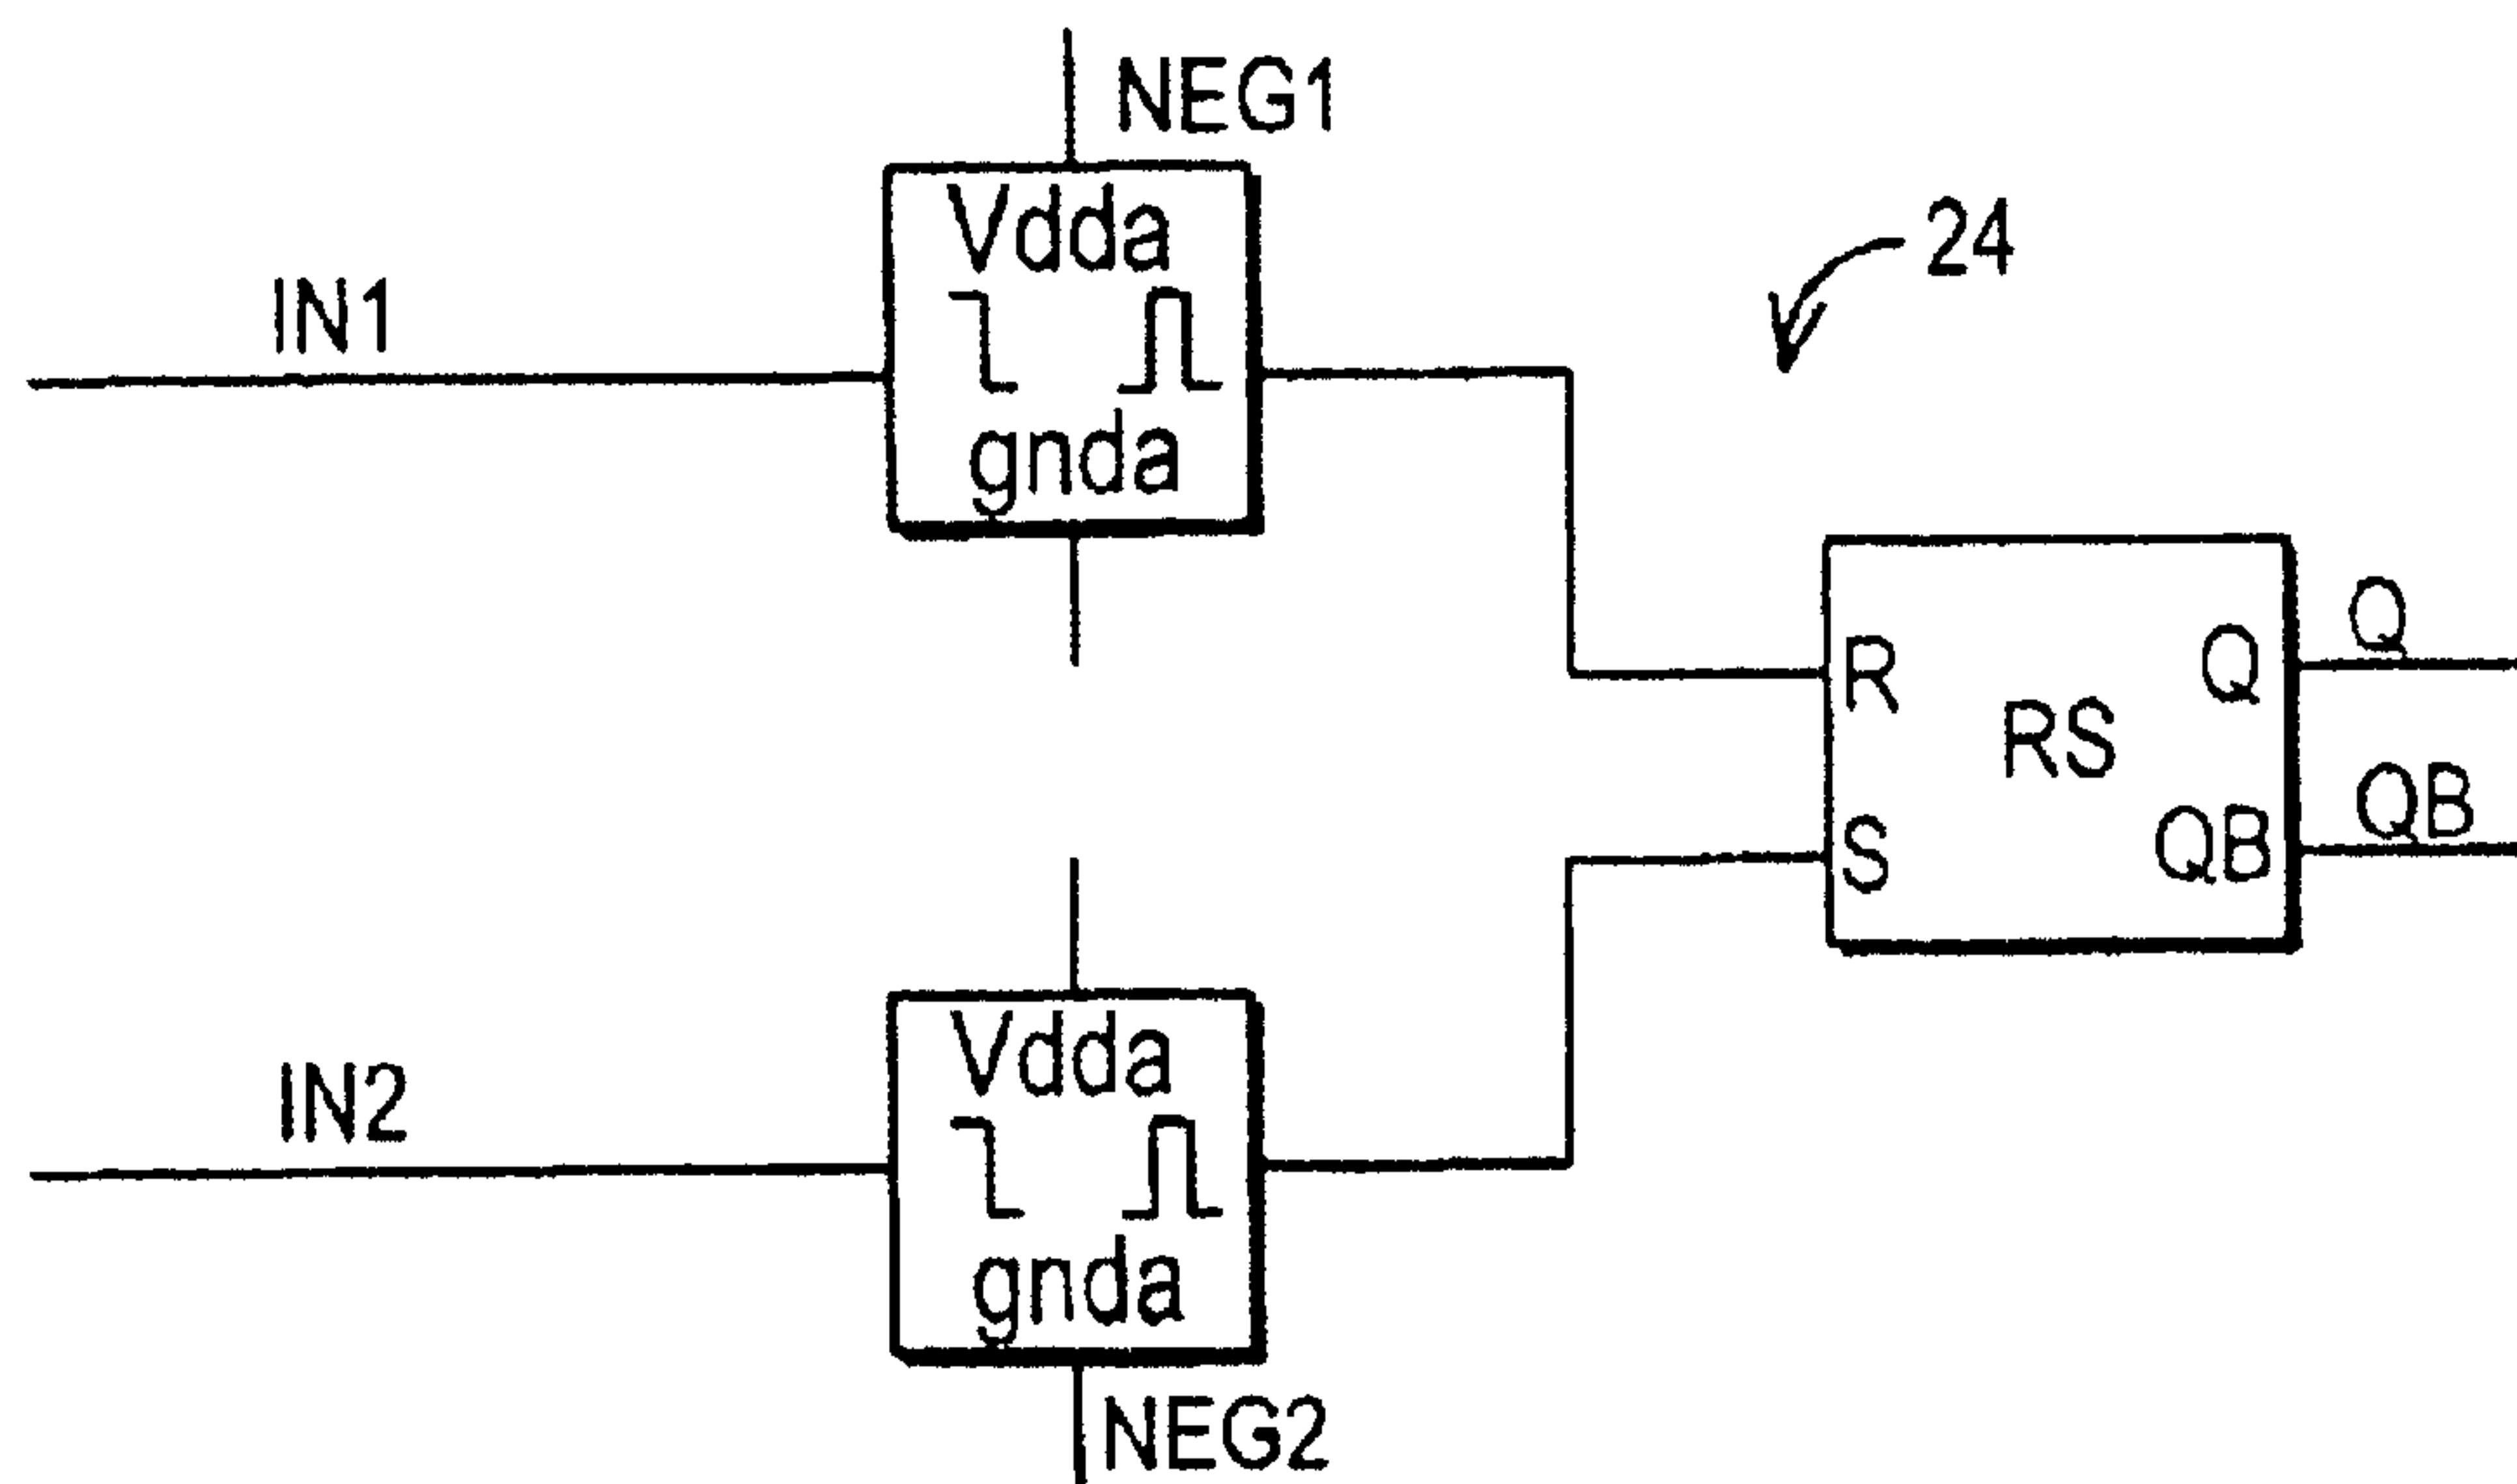 NEG1
Vdda
gnda
IN1
24
R
S
RS
Q
QB
Q
QB
IN2
Vdda
gnda
NEG2